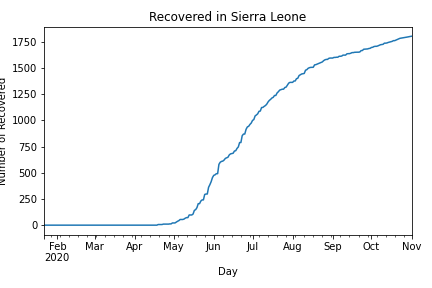 Recovered in Sierra Leone
Number of Recovered
1750
1500
1250
1000
750
500
250
0
Feb Mar Apr May Jun Jul Aug Sep Oct Nov
2020
Day